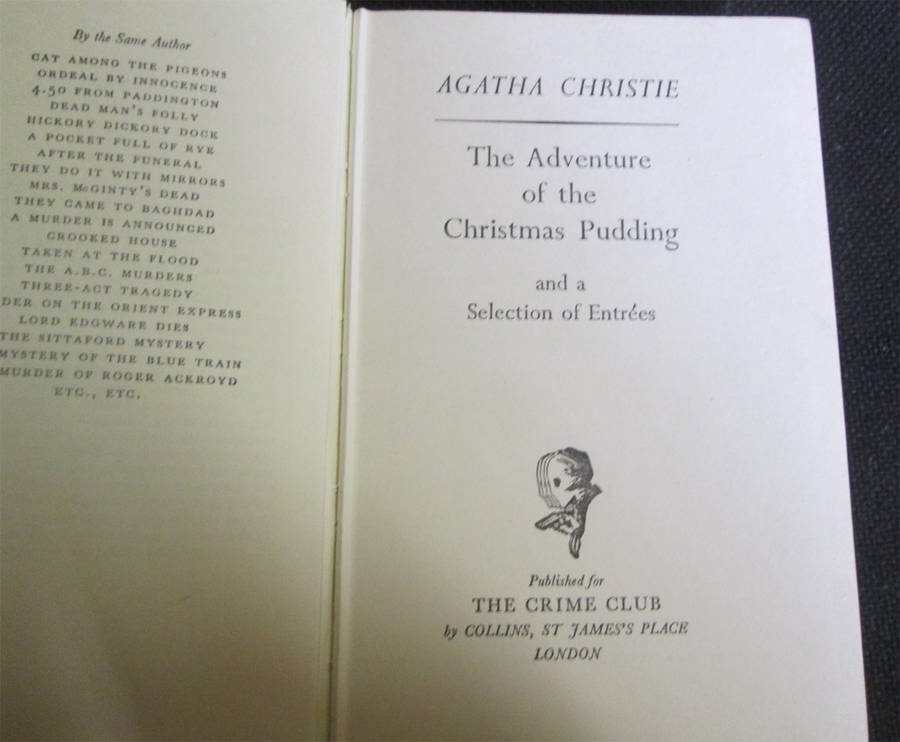 By the Same Author
CAT AMONG THE PIGEONS
ORDEAL BY INNOCENCE
4.50 FROM PADDINGTON
DEAD MAN'S FOLLY
HICKORY DICKORY DOCK
A POCKET FULL OF RYE
AFTER THE FUNERAL
THEY DO IT WITH MIRRORS
MRS. McGINTY'S DEAD
THEY CAME TO BAGHDAD
A MURDER IS ANNOUNCED
CROOKED HOUSE
TAKEN AT THE FLOOD
THE A.B.C. MURDERS
THREE-ACT TRAGEDY
DER ON THE ORIENT EXPRESS
LORD EDGWARE DIES
THE SITTAFORD MYSTERY
MYSTERY OF THE BLUE TRAIN
MURDER OF ROGER ACKROYD
ETC., ETC.
AGATHA CHRISTIE
The Adventure
of the
Christmas Pudding
and a
Selection of Entrées
Published for
THE CRIME CLUB
by COLLINS, ST JAMES'S PLACE
LONDON